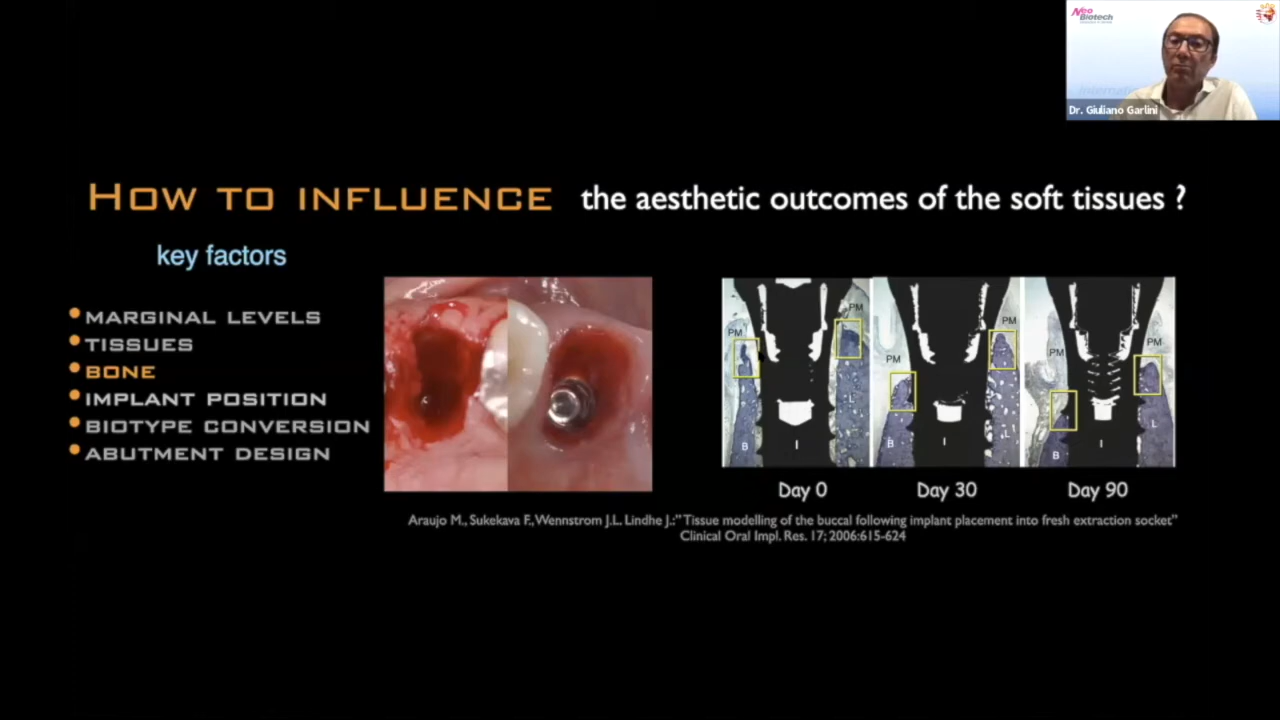 Neo
Biotech
Dr. Giuliano Garlini
HOW TO INFLUENCE the aesthetic outcomes of the soft tissues ?
key factors
• MARGINAL LEVELS
• TISSUES
• BONE
• IMPLANT POSITION
• BIOTYPE CONVERSION
• ABUTMENT DESIGN
PM PM B I L
PM PM B I L
PM PM B I L
Day 0 Day 30 Day 90
Araujo M., Sukekava F., Wennstrom J.L. Lindhe J.:" Tissue modelling of the buccal following implant placement into fresh extraction socket"
Clinical Oral Impl. Res. 17; 2006:615-624